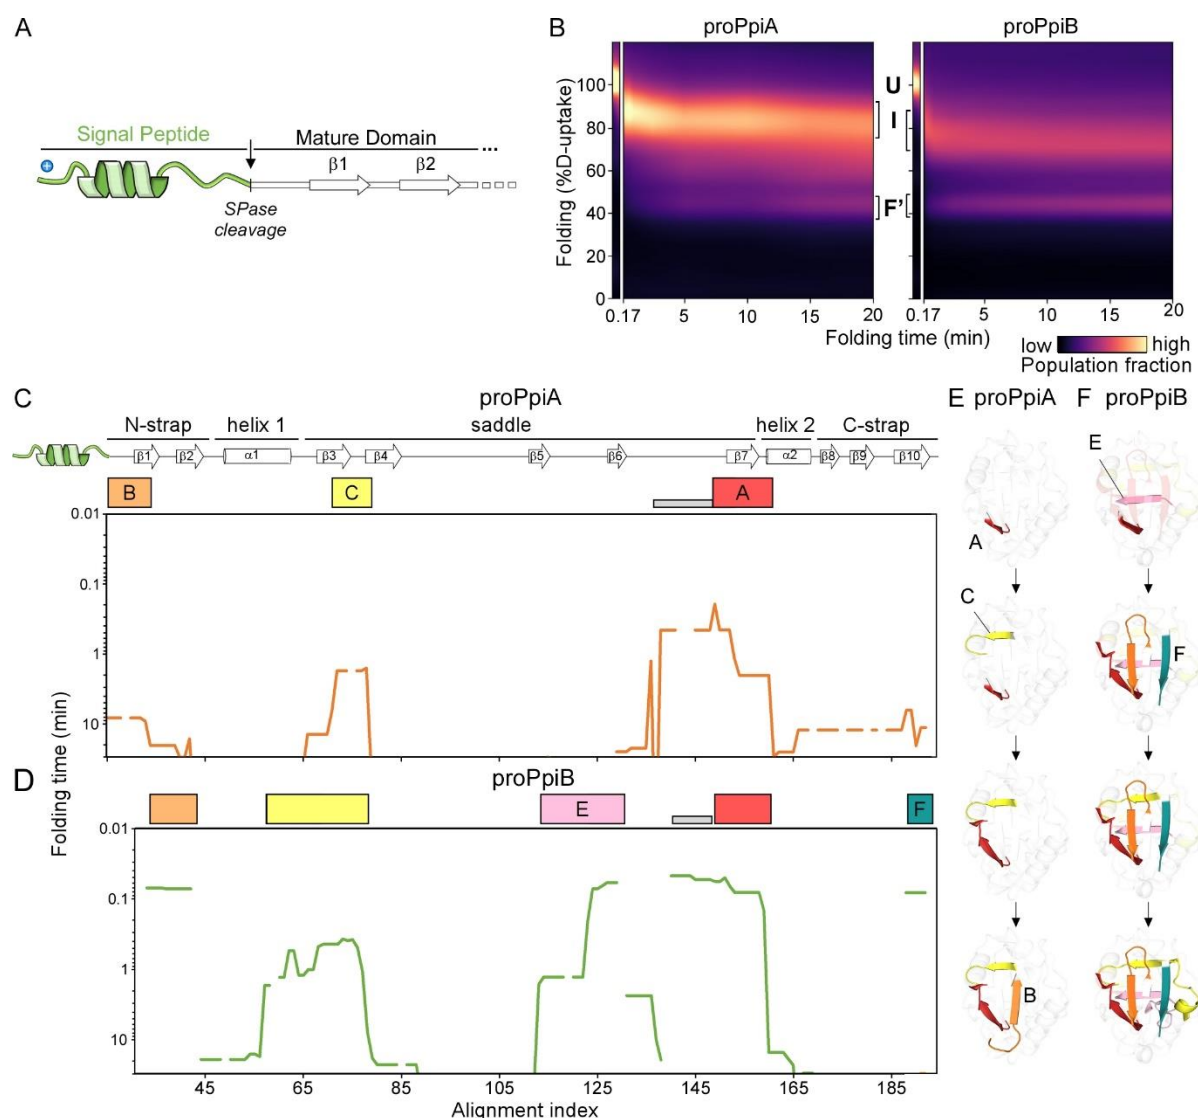 A
Signal Peptide
Mature Domain
...
+
β1
β2
SPase
cleavage
B
proPpiA
proPpiB
Folding (%D-uptake)
100
80
60
40
20
0
U
I
F'
0.17 5 10 15 20
0.17 5 10 15 20
Folding time (min)
low high
Population fraction
C
proPpiA
N-strap helix 1 saddle helix 2 C-strap
β1 β2 α1 β3 β4 β5 β6 β7 α2 β8 β9 β10
B C A
0.01
0.1
1
10
Folding time (min)
D
proPpiB
E F
0.01
0.1
1
10
45 65 85 105 125 145 165 185
Alignment index
E proPpiA
A
C
B
F proPpiB
E
F